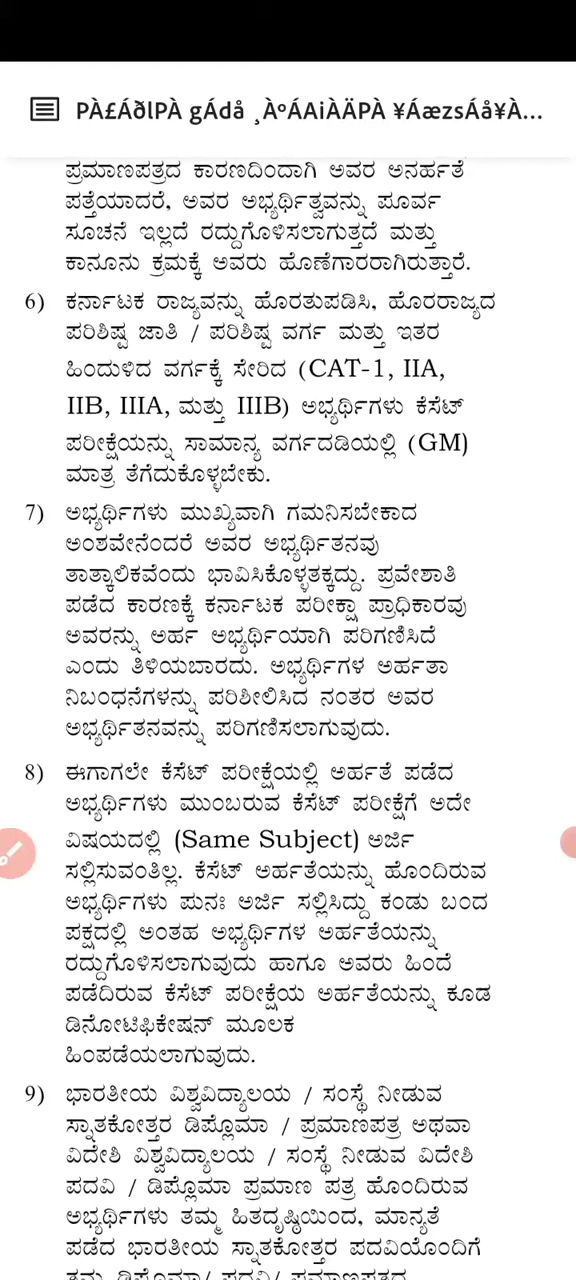 PÀ£ÁðlPÀ gÁdå ¸ÀºÁAiÀÄPÀ ¥ÁæzsÁå¥À...
ಪ್ರಮಾಣಪತ್ರದ ಕಾರಣದಿಂದಾಗಿ ಅವರ ಅನರ್ಹತೆ
ಪತ್ತೆಯಾದರೆ, ಅವರ ಅಭ್ಯರ್ಥಿತ್ವವನ್ನು ಪೂರ್ವ
ಸೂಚನೆ ಇಲ್ಲದೆ ರದ್ದುಗೊಳಿಸಲಾಗುತ್ತದೆ ಮತ್ತು
ಕಾನೂನು ಕ್ರಮಕ್ಕೆ ಅವರು ಹೊಣೆಗಾರರಾಗಿರುತ್ತಾರೆ.
6) ಕರ್ನಾಟಕ ರಾಜ್ಯವನ್ನು ಹೊರತುಪಡಿಸಿ, ಹೊರರಾಜ್ಯದ
ಪರಿಶಿಷ್ಟ ಜಾತಿ / ಪರಿಶಿಷ್ಟ ವರ್ಗ ಮತ್ತು ಇತರ
ಹಿಂದುಳಿದ ವರ್ಗಕ್ಕೆ ಸೇರಿದ (CAT-1, IIA,
IIB, IIIA, ಮತ್ತು IIIB) ಅಭ್ಯರ್ಥಿಗಳು ಕೆಸೆಟ್
ಪರೀಕ್ಷೆಯನ್ನು ಸಾಮಾನ್ಯ ವರ್ಗದಡಿಯಲ್ಲಿ (GM)
ಮಾತ್ರ ತೆಗೆದುಕೊಳ್ಳಬೇಕು.
7) ಅಭ್ಯರ್ಥಿಗಳು ಮುಖ್ಯವಾಗಿ ಗಮನಿಸಬೇಕಾದ
ಅಂಶವೇನೆಂದರೆ ಅವರ ಅಭ್ಯರ್ಥಿತನವು
ತಾತ್ಕಾಲಿಕವೆಂದು ಭಾವಿಸಿಕೊಳ್ಳತಕ್ಕದ್ದು. ಪ್ರವೇಶಾತಿ
ಪಡೆದ ಕಾರಣಕ್ಕೆ ಕರ್ನಾಟಕ ಪರೀಕ್ಷಾ ಪ್ರಾಧಿಕಾರವು
ಅವರನ್ನು ಅರ್ಹ ಅಭ್ಯರ್ಥಿಯಾಗಿ ಪರಿಗಣಿಸಿದೆ
ಎಂದು ತಿಳಿಯಬಾರದು. ಅಭ್ಯರ್ಥಿಗಳ ಅರ್ಹತಾ
ನಿಬಂಧನೆಗಳನ್ನು ಪರಿಶೀಲಿಸಿದ ನಂತರ ಅವರ
ಅಭ್ಯರ್ಥಿತನವನ್ನು ಪರಿಗಣಿಸಲಾಗುವುದು.
8) ಈಗಾಗಲೇ ಕೆಸೆಟ್ ಪರೀಕ್ಷೆಯಲ್ಲಿ ಅರ್ಹತೆ ಪಡೆದ
ಅಭ್ಯರ್ಥಿಗಳು ಮುಂಬರುವ ಕೆಸೆಟ್ ಪರೀಕ್ಷೆಗೆ ಅದೇ
ವಿಷಯದಲ್ಲಿ (Same Subject) ಅರ್ಜಿ
ಸಲ್ಲಿಸುವಂತಿಲ್ಲ. ಕೆಸೆಟ್ ಅರ್ಹತೆಯನ್ನು ಹೊಂದಿರುವ
ಅಭ್ಯರ್ಥಿಗಳು ಪುನಃ ಅರ್ಜಿ ಸಲ್ಲಿಸಿದ್ದು ಕಂಡು ಬಂದ
ಪಕ್ಷದಲ್ಲಿ ಅಂತಹ ಅಭ್ಯರ್ಥಿಗಳ ಅರ್ಹತೆಯನ್ನು
ರದ್ದುಗೊಳಿಸಲಾಗುವುದು ಹಾಗೂ ಅವರು ಹಿಂದೆ
ಪಡೆದಿರುವ ಕೆಸೆಟ್ ಪರೀಕ್ಷೆಯ ಅರ್ಹತೆಯನ್ನು ಕೂಡ
ಡಿನೋಟಿಫಿಕೇಷನ್ ಮೂಲಕ
ಹಿಂಪಡೆಯಲಾಗುವುದು.
9) ಭಾರತೀಯ ವಿಶ್ವವಿದ್ಯಾಲಯ / ಸಂಸ್ಥೆ ನೀಡುವ
ಸ್ನಾತಕೋತ್ತರ ಡಿಪ್ಲೊಮಾ / ಪ್ರಮಾಣಪತ್ರ ಅಥವಾ
ವಿದೇಶಿ ವಿಶ್ವವಿದ್ಯಾಲಯ / ಸಂಸ್ಥೆ ನೀಡುವ ವಿದೇಶಿ
ಪದವಿ / ಡಿಪ್ಲೊಮಾ ಪ್ರಮಾಣ ಪತ್ರ ಹೊಂದಿರುವ
ಅಭ್ಯರ್ಥಿಗಳು ತಮ್ಮ ಹಿತದೃಷ್ಟಿಯಿಂದ, ಮಾನ್ಯತೆ
ಪಡೆದ ಭಾರತೀಯ ಸ್ನಾತಕೋತ್ತರ ಪದವಿಯೊಂದಿಗೆ
ತಮ್ಮ ಡಿಪ್ಲೊಮಾ/ ಪದವಿ/ ಪ್ರಮಾಣಪತ್ರದ